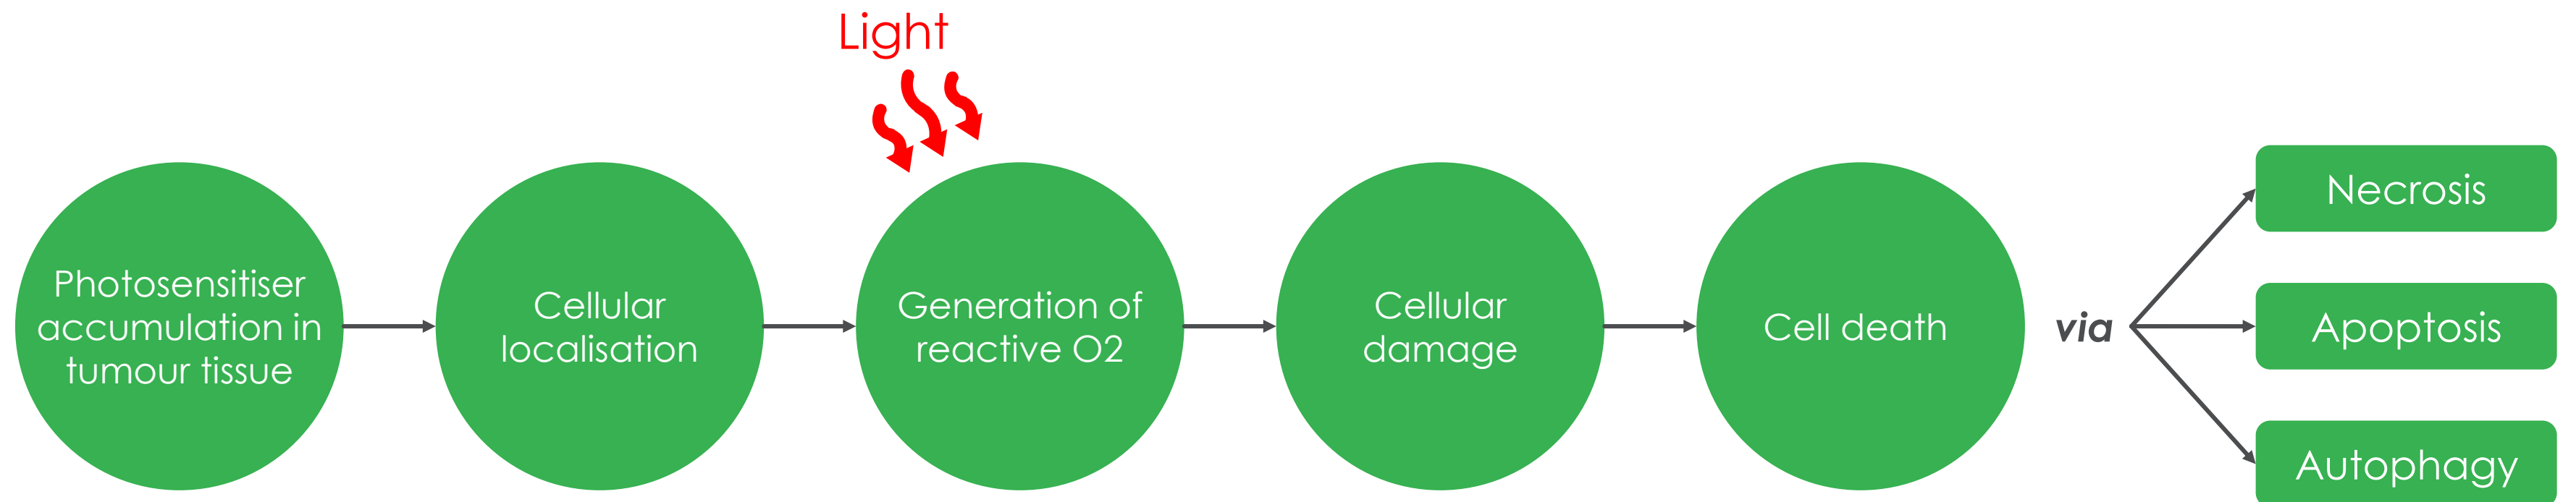 Light
Photosensitiser
accumulation in
tumour tissue
Cellular
localisation
Generation of
reactive O2
Cellular
damage
Cell death
via
Necrosis
Apoptosis
Autophagy